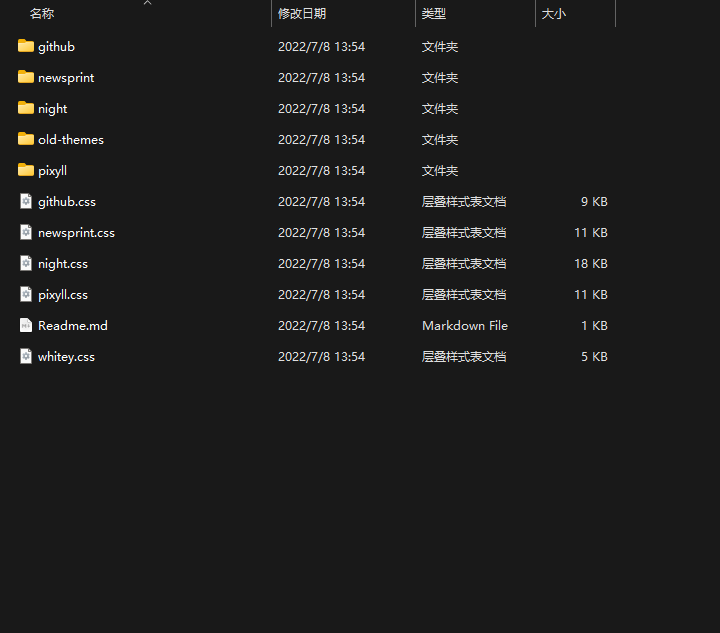 名称 修改日期 类型 大小
github 2022/7/8 13:54 文件夹
newsprint 2022/7/8 13:54 文件夹
night 2022/7/8 13:54 文件夹
old-themes 2022/7/8 13:54 文件夹
pixyll 2022/7/8 13:54 文件夹
github.css 2022/7/8 13:54 层叠样式表文档 9 KB
newsprint.css 2022/7/8 13:54 层叠样式表文档 11 KB
night.css 2022/7/8 13:54 层叠样式表文档 18 KB
pixyll.css 2022/7/8 13:54 层叠样式表文档 11 KB
Readme.md 2022/7/8 13:54 Markdown File 1 KB
whitey.css 2022/7/8 13:54 层叠样式表文档 5 KB